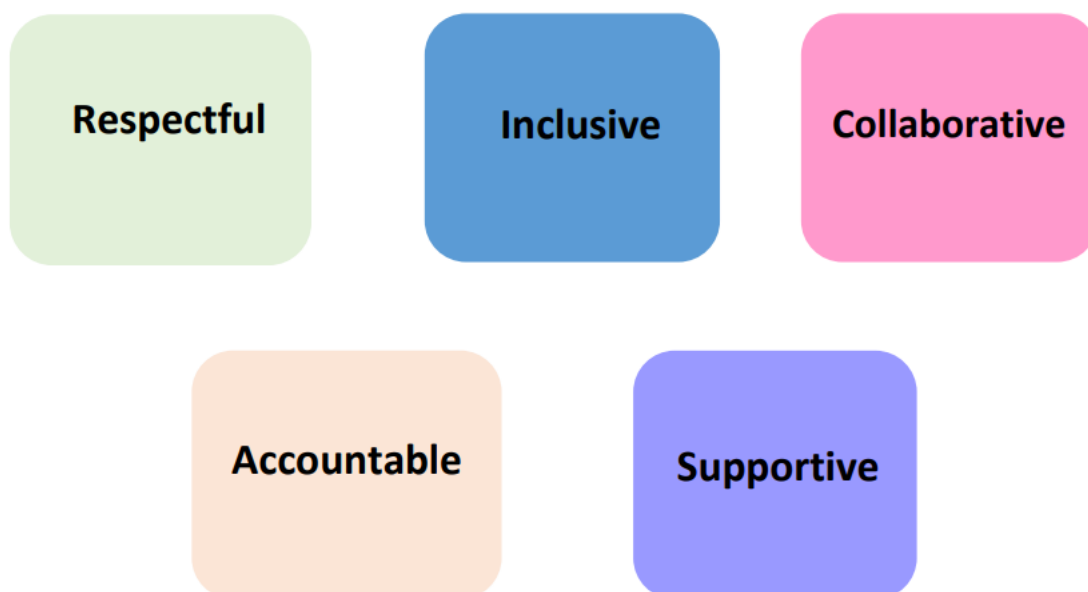 Respectful
Inclusive
Collaborative
Accountable
Supportive